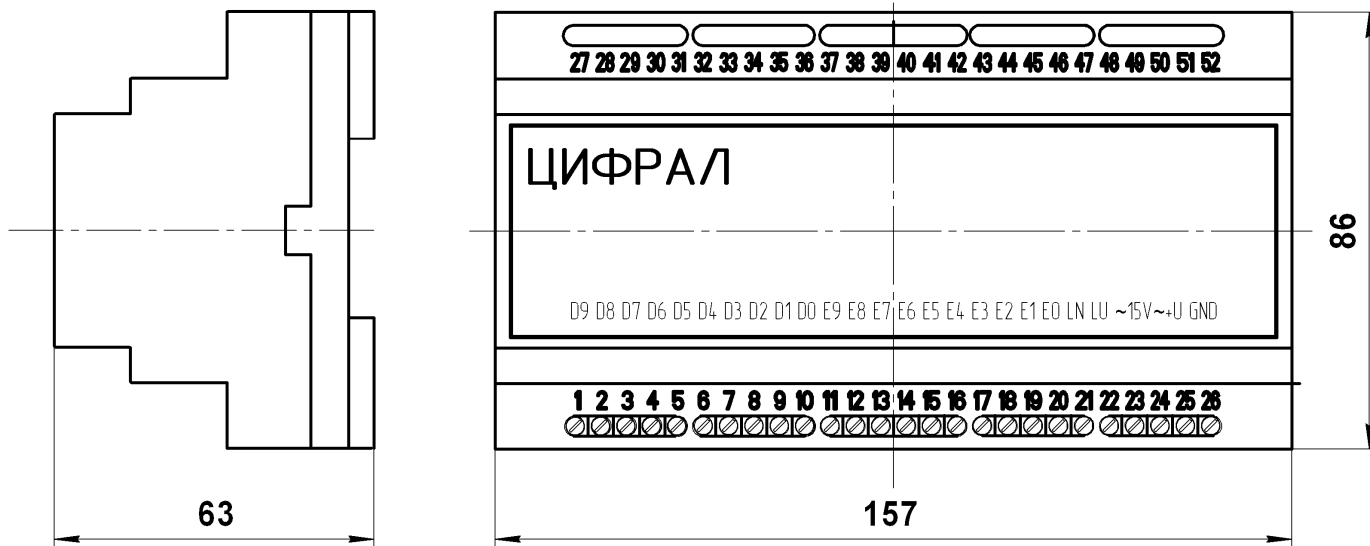 27 28 29 30 31 32 33 34 35 36 37 38 39 40 41 42 43 44 45 46 47 48 49 50 51 52
ЦИФРАЛ
D9 D8 D7 D6 D5 D4 D3 D2 D1 D0 E9 E8 E7 E6 E5 E4 E3 E2 E1 E0 LN LU ~15V~+U GND
1 2 3 4 5 6 7 8 9 10 11 12 13 14 15 16 17 18 19 20 21 22 23 24 25 26
86
63
157